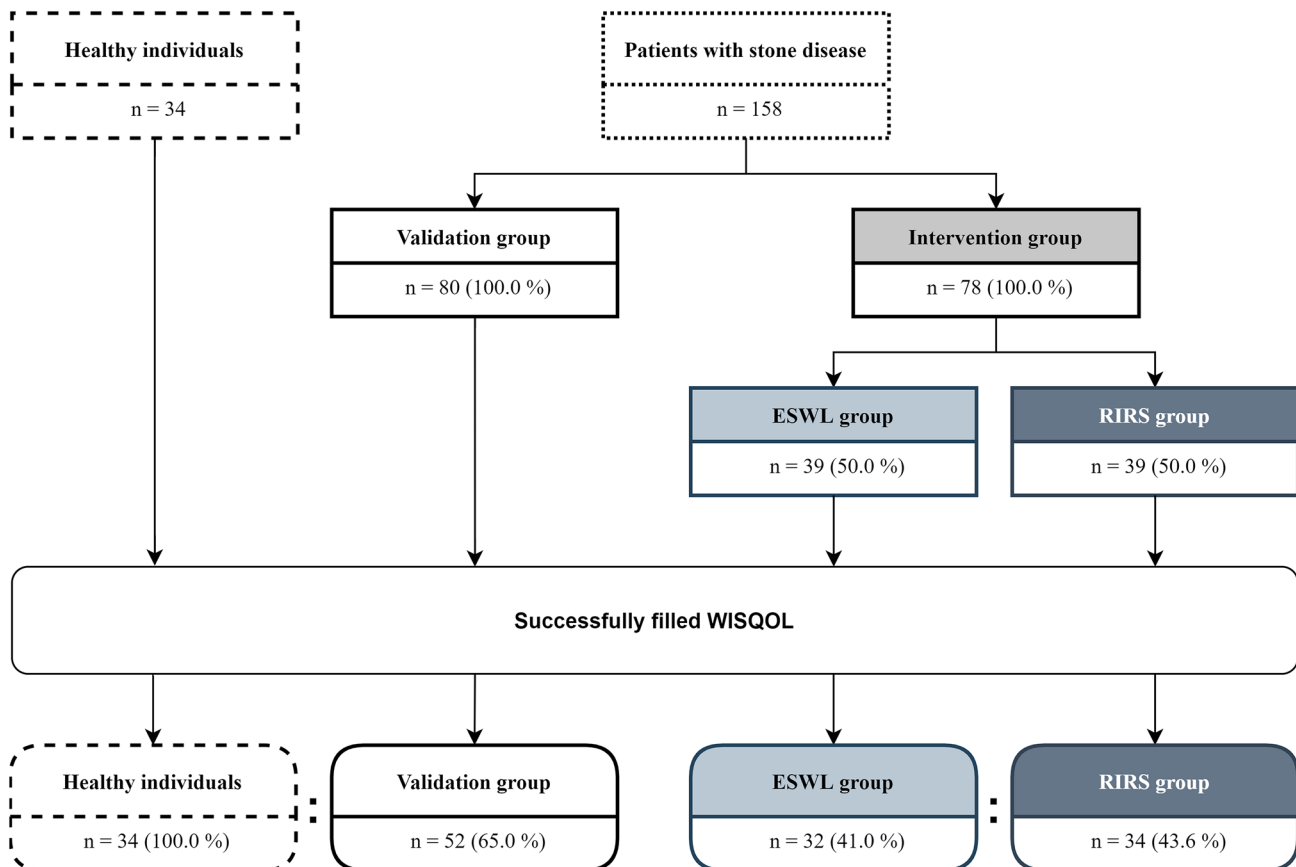 Healthy individuals
n = 34
Patients with stone disease
n = 158
Validation group
n = 80 (100.0 %)
Intervention group
n = 78 (100.0 %)
ESWL group
n = 39 (50.0 %)
RIRS group
n = 39 (50.0 %)
Successfully filled WISQOL
Healthy individuals
n = 34 (100.0 %)
:
Validation group
n = 52 (65.0 %)
ESWL group
n = 32 (41.0 %)
:
RIRS group
n = 34 (43.6 %)